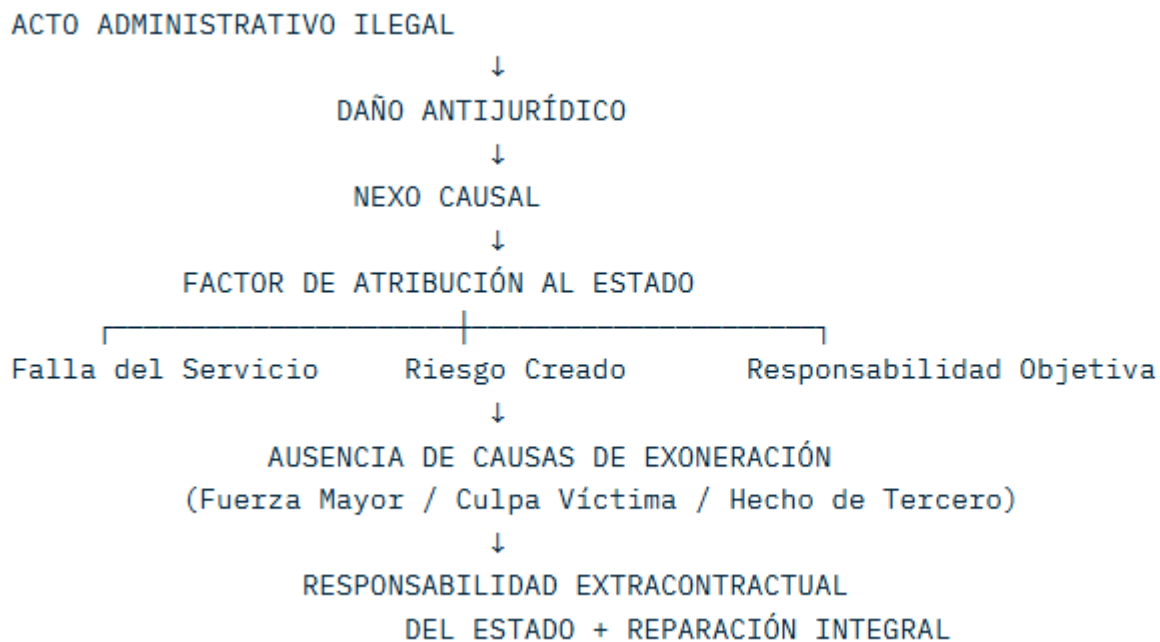 ACTO ADMINISTRATIVO ILEGAL
↓
DAÑO ANTIJURÍDICO
↓
NEXO CAUSAL
↓
FACTOR DE ATRIBUCIÓN AL ESTADO
Falla del Servicio Riesgo Creado Responsabilidad Objetiva
↓
AUSENCIA DE CAUSAS DE EXONERACIÓN
(Fuerza Mayor / Culpa Víctima / Hecho de Tercero)
↓
RESPONSABILIDAD EXTRACONTRACTUAL
DEL ESTADO + REPARACIÓN INTEGRAL